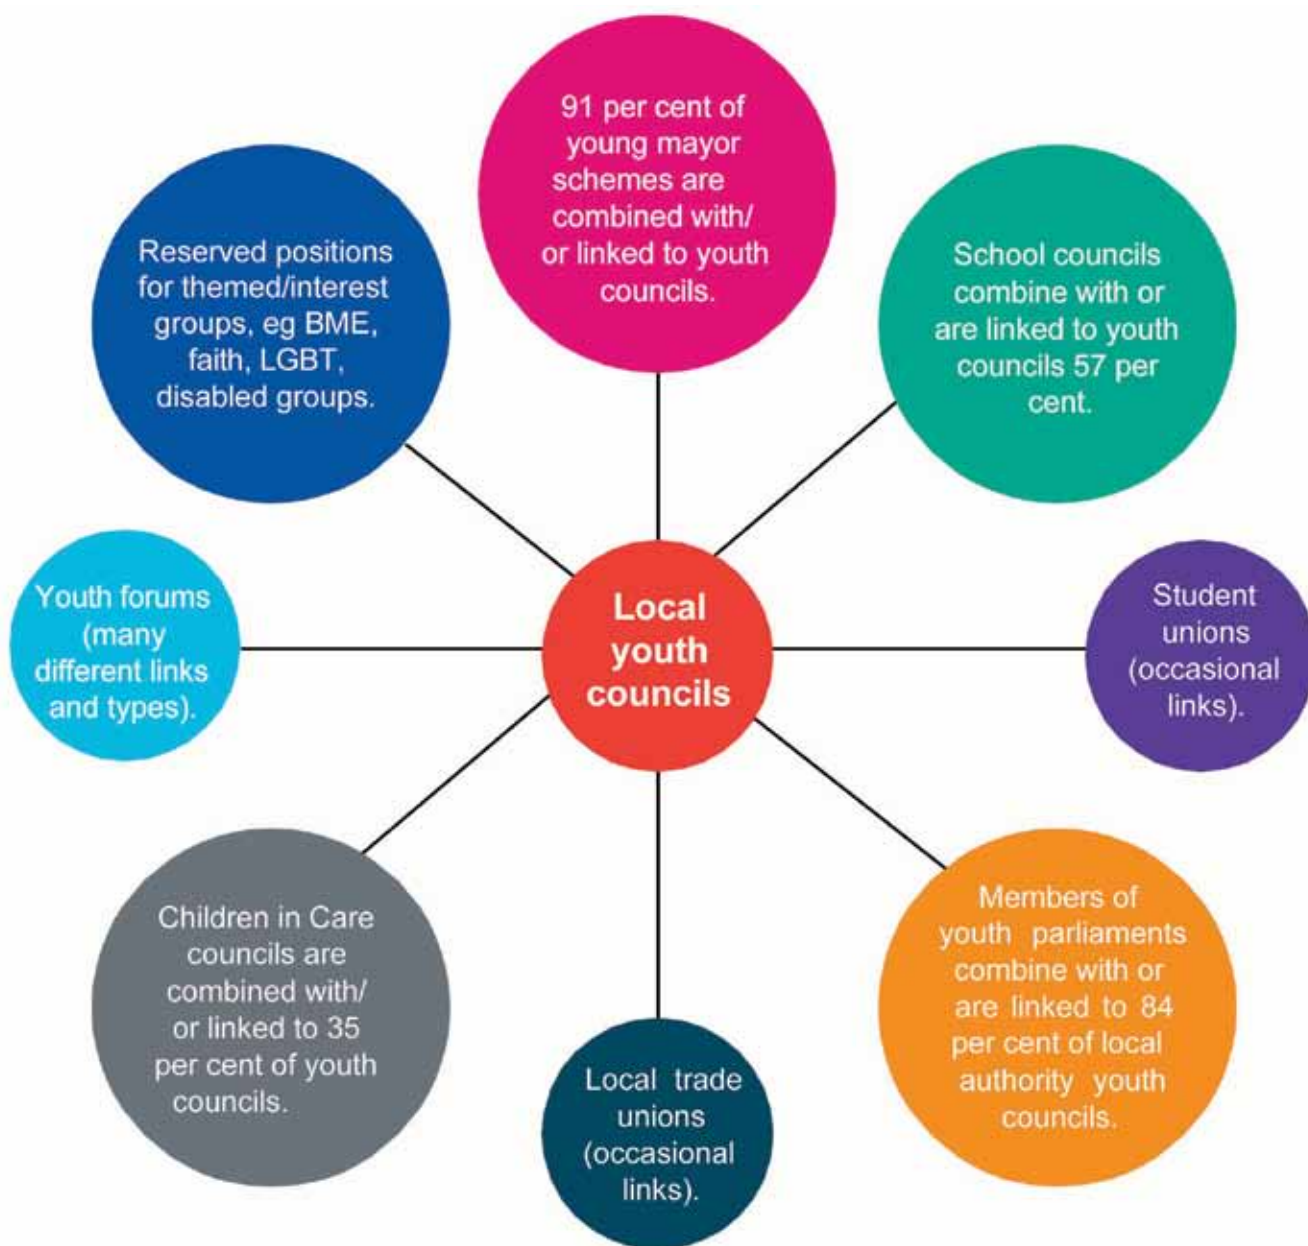 91 per cent of
young mayor
schemes are
combined with/
or linked to youth
councils.
Reserved positions
for themed/interest
groups, eg BME,
faith, LGBT,
disabled groups.
School councils
combine with or
are linked to youth
councils 57 per
cent.
Youth forums
(many
different links
and types).
Local
youth
councils
Student
unions
(occasional
links).
Children in Care
councils are
combined with/
or linked to 35
per cent of youth
councils.
Local trade
unions
(occasional
links).
Members of
youth parliaments
combine with or
are linked to 84
per cent of local
authority youth
councils.